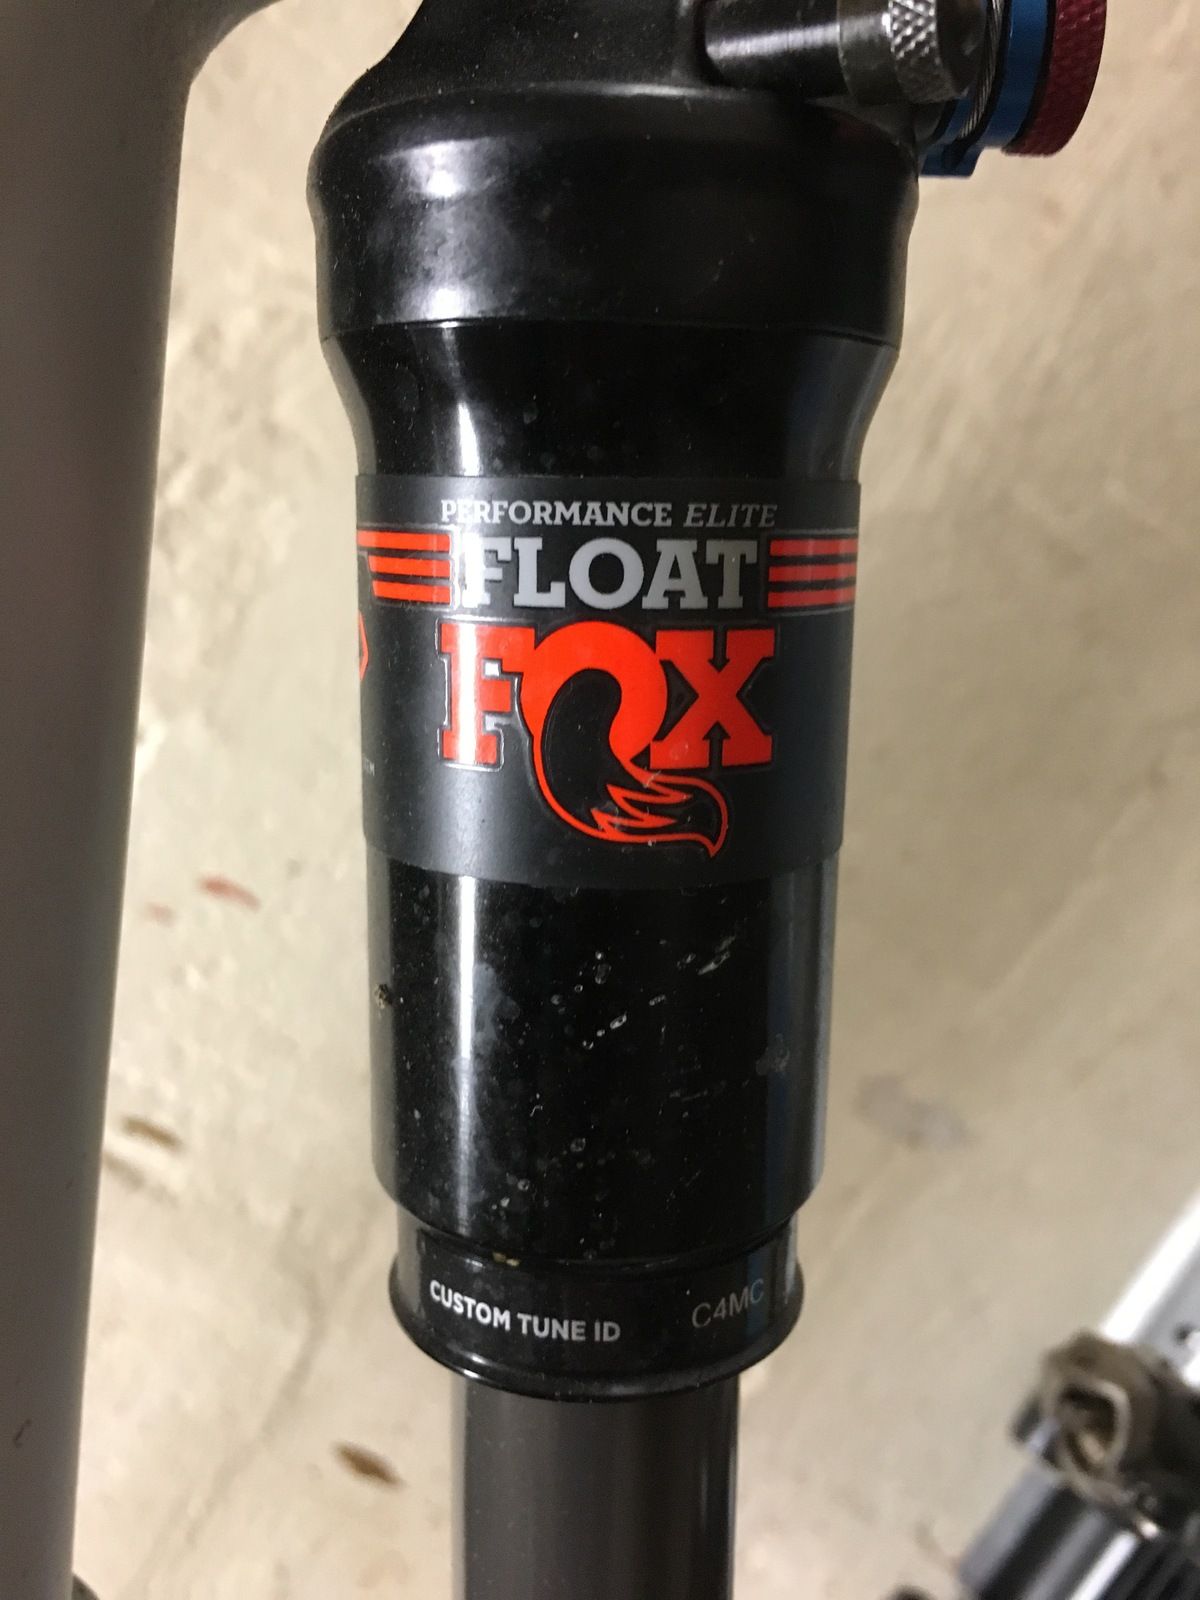 PERFORMANCE ELITE
FLOAT
FOX
CUSTOM TUNE ID C4MC